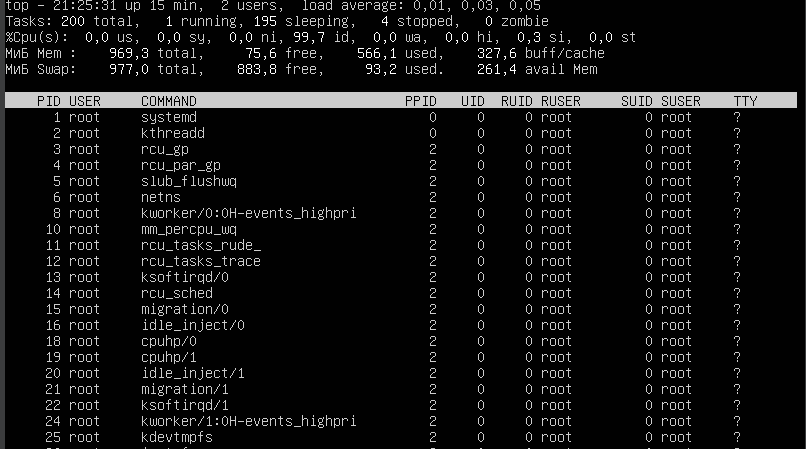 top - 21:25:31 up 15 min,  2 users,  load average: 0,01, 0,03, 0,05
Tasks: 200 total,   1 running, 195 sleeping,   4 stopped,   0 zombie
%Cpu(s):  0,0 us,  0,0 sy,  0,0 ni, 99,7 id,  0,0 wa,  0,0 hi,  0,3 si,  0,0 st
МиБ Mem :    969,3 total,     75,6 free,    566,1 used,    327,6 buff/cache
МиБ Swap:    977,0 total,    883,8 free,     93,2 used.    261,4 avail Mem
PID USER     COMMAND     PPID   UID  RUID RUSER     SUID SUSER    TTY
1 root     systemd     0     0     0 root     0 root     ?
2 root     kthreadd     0     0     0 root     0 root     ?
3 root     rcu_gp     2     0     0 root     0 root     ?
4 root     rcu_par_gp     2     0     0 root     0 root     ?
5 root     slub_flushwq     2     0     0 root     0 root     ?
6 root     netns     2     0     0 root     0 root     ?
8 root     kworker/0:0H-events_highpri     2     0     0 root     0 root     ?
10 root     mm_percpu_wq     2     0     0 root     0 root     ?
11 root     rcu_tasks_rude_     2     0     0 root     0 root     ?
12 root     rcu_tasks_trace     2     0     0 root     0 root     ?
13 root     ksoftirqd/0     2     0     0 root     0 root     ?
14 root     rcu_sched     2     0     0 root     0 root     ?
15 root     migration/0     2     0     0 root     0 root     ?
16 root     idle_inject/0     2     0     0 root     0 root     ?
18 root     cpuhp/0     2     0     0 root     0 root     ?
19 root     cpuhp/1     2     0     0 root     0 root     ?
20 root     idle_inject/1     2     0     0 root     0 root     ?
21 root     migration/1     2     0     0 root     0 root     ?
22 root     ksoftirqd/1     2     0     0 root     0 root     ?
24 root     kworker/1:0H-events_highpri     2     0     0 root     0 root     ?
25 root     kdevtmpfs     2     0     0 root     0 root     ?